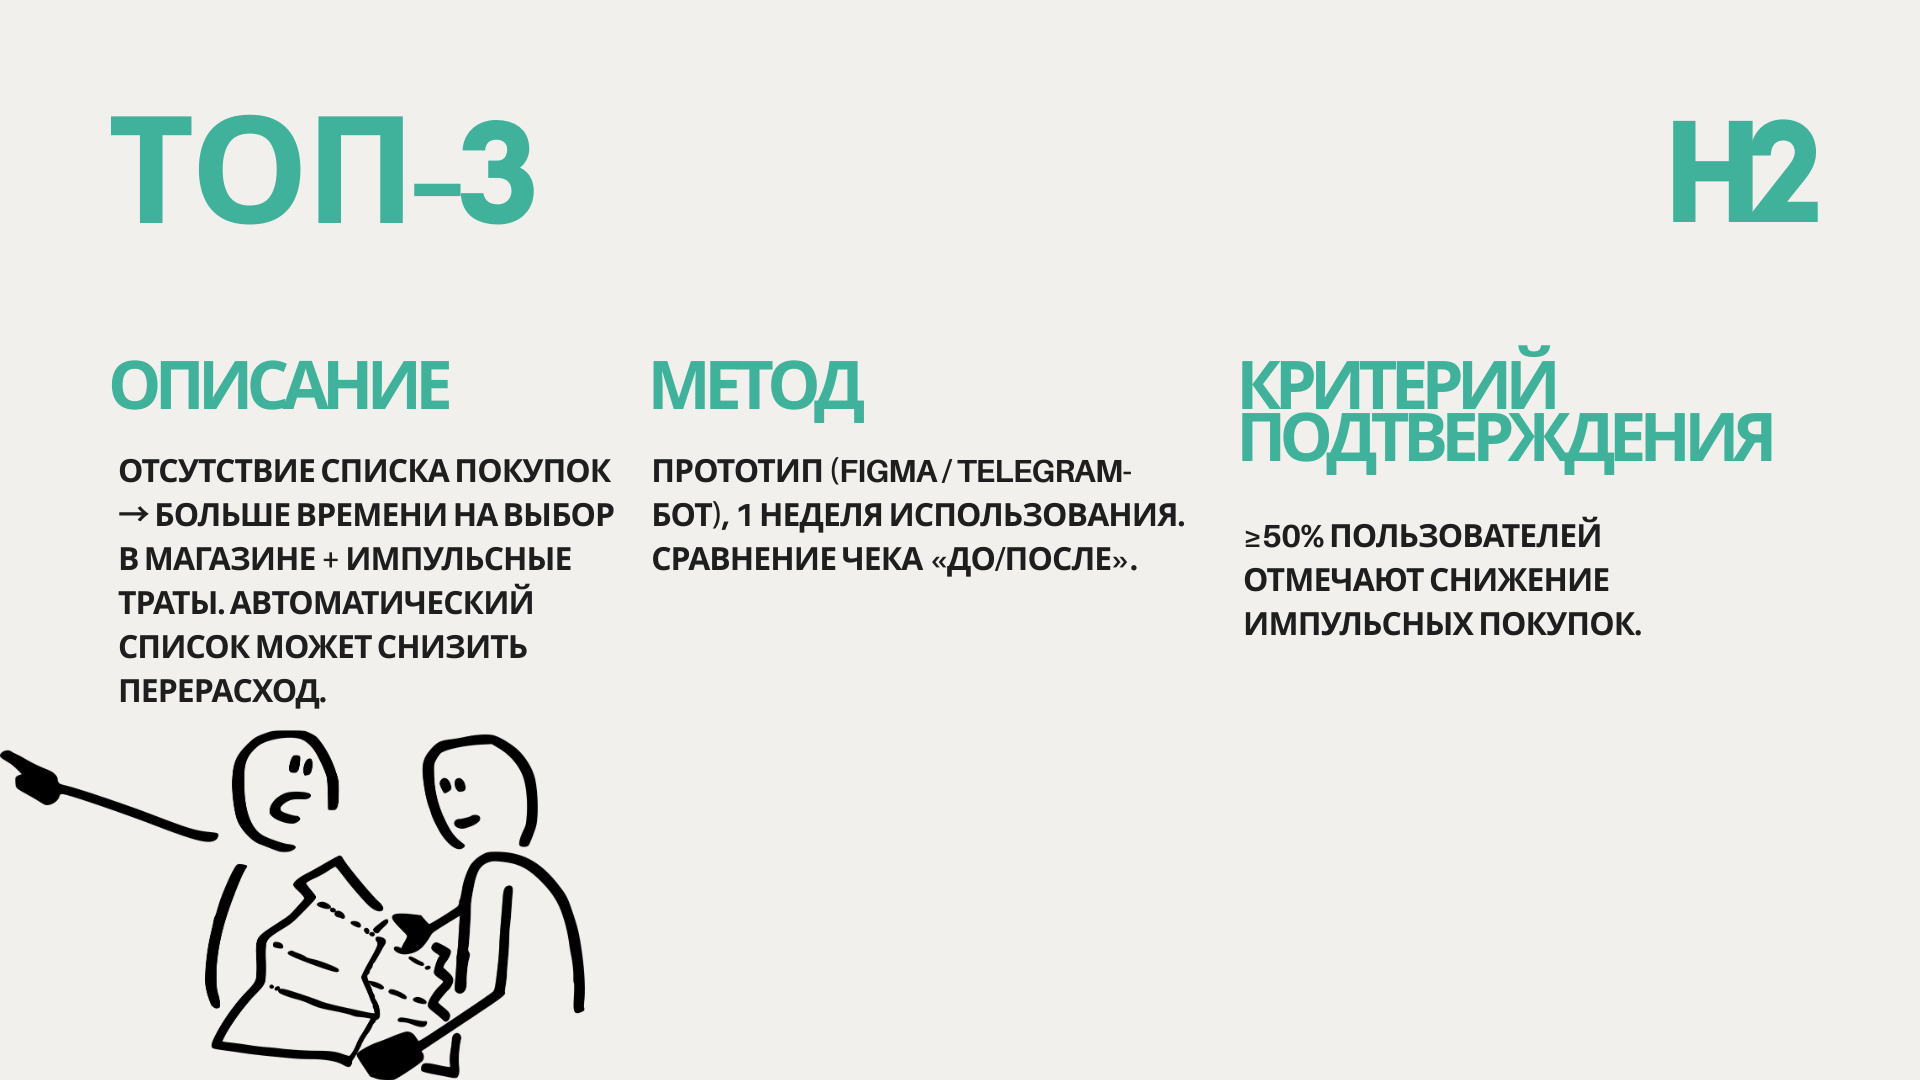 ТОП-3
H2
ОПИСАНИЕ
ОТСУТСТВИЕ СПИСКА ПОКУПОК
→ БОЛЬШЕ ВРЕМЕНИ НА ВЫБОР
В МАГАЗИНЕ + ИМПУЛЬСНЫЕ
ТРАТЫ. АВТОМАТИЧЕСКИЙ
СПИСОК МОЖЕТ СНИЗИТЬ
ПЕРЕРАСХОД.
МЕТОД
ПРОТОТИП (FIGMA / TELEGRAM-
БОТ), 1 НЕДЕЛЯ ИСПОЛЬЗОВАНИЯ.
СРАВНЕНИЕ ЧЕКА «ДО/ПОСЛЕ».
КРИТЕРИЙ
ПОДТВЕРЖДЕНИЯ
≥50% ПОЛЬЗОВАТЕЛЕЙ
ОТМЕЧАЮТ СНИЖЕНИЕ
ИМПУЛЬСНЫХ ПОКУПОК.